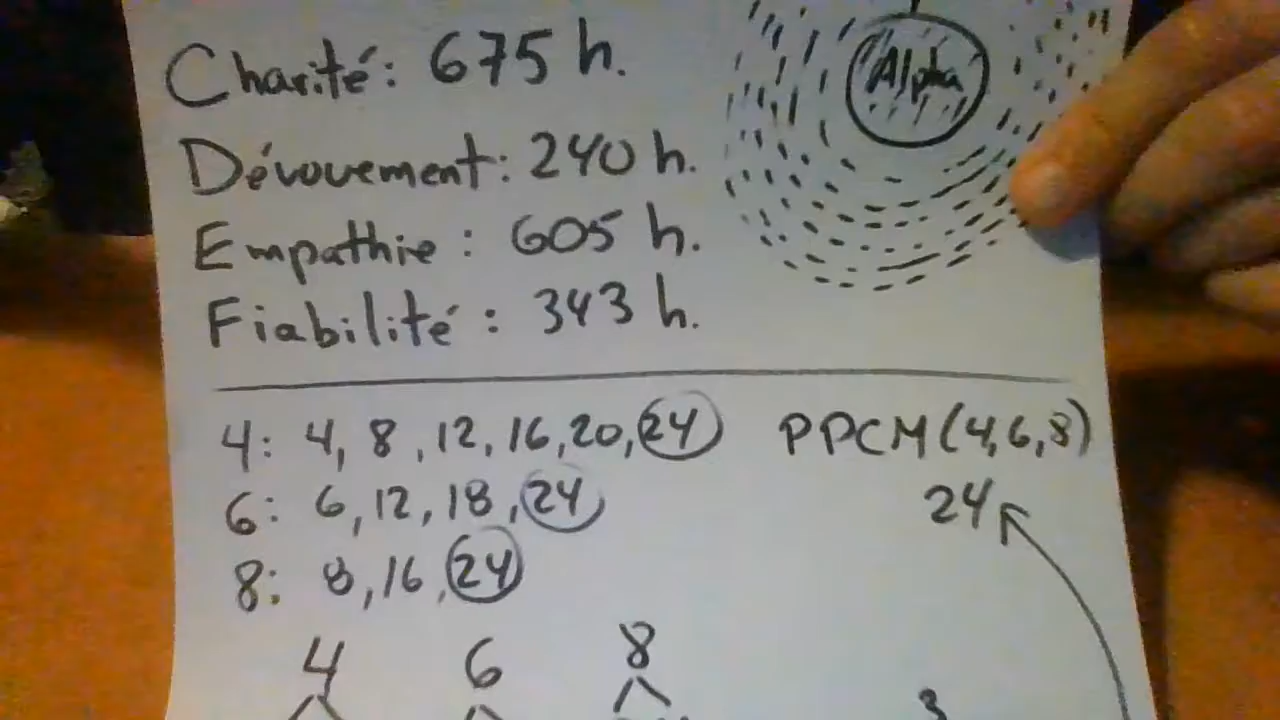 Charité: 675 h.
Alpha
Dévouement: 240 h.
Empathie: 605 h.
Fiabilité: 343 h.
4: 4, 8, 12, 16, 20, 24
PPCM(4,6,8)
6: 6, 12, 18, 24
24
8: 8, 16, 24
4 6 8
3